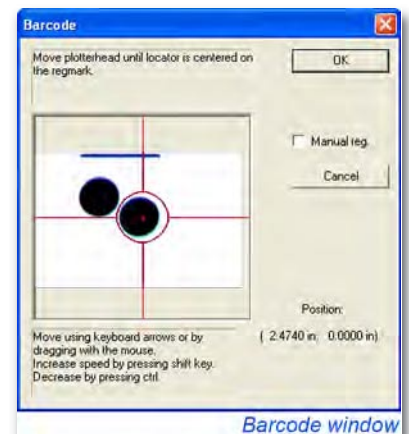 Barcode
Move plotterhead until locator is centered on
the regmark.
OK
Manual reg.
Cancel
Position:
( 2.4740 in, 0.0000 in)
Move using keyboard arrows or by
dragging with the mouse.
Increase speed by pressing shift key.
Decrease by pressing ctrl
Barcode window